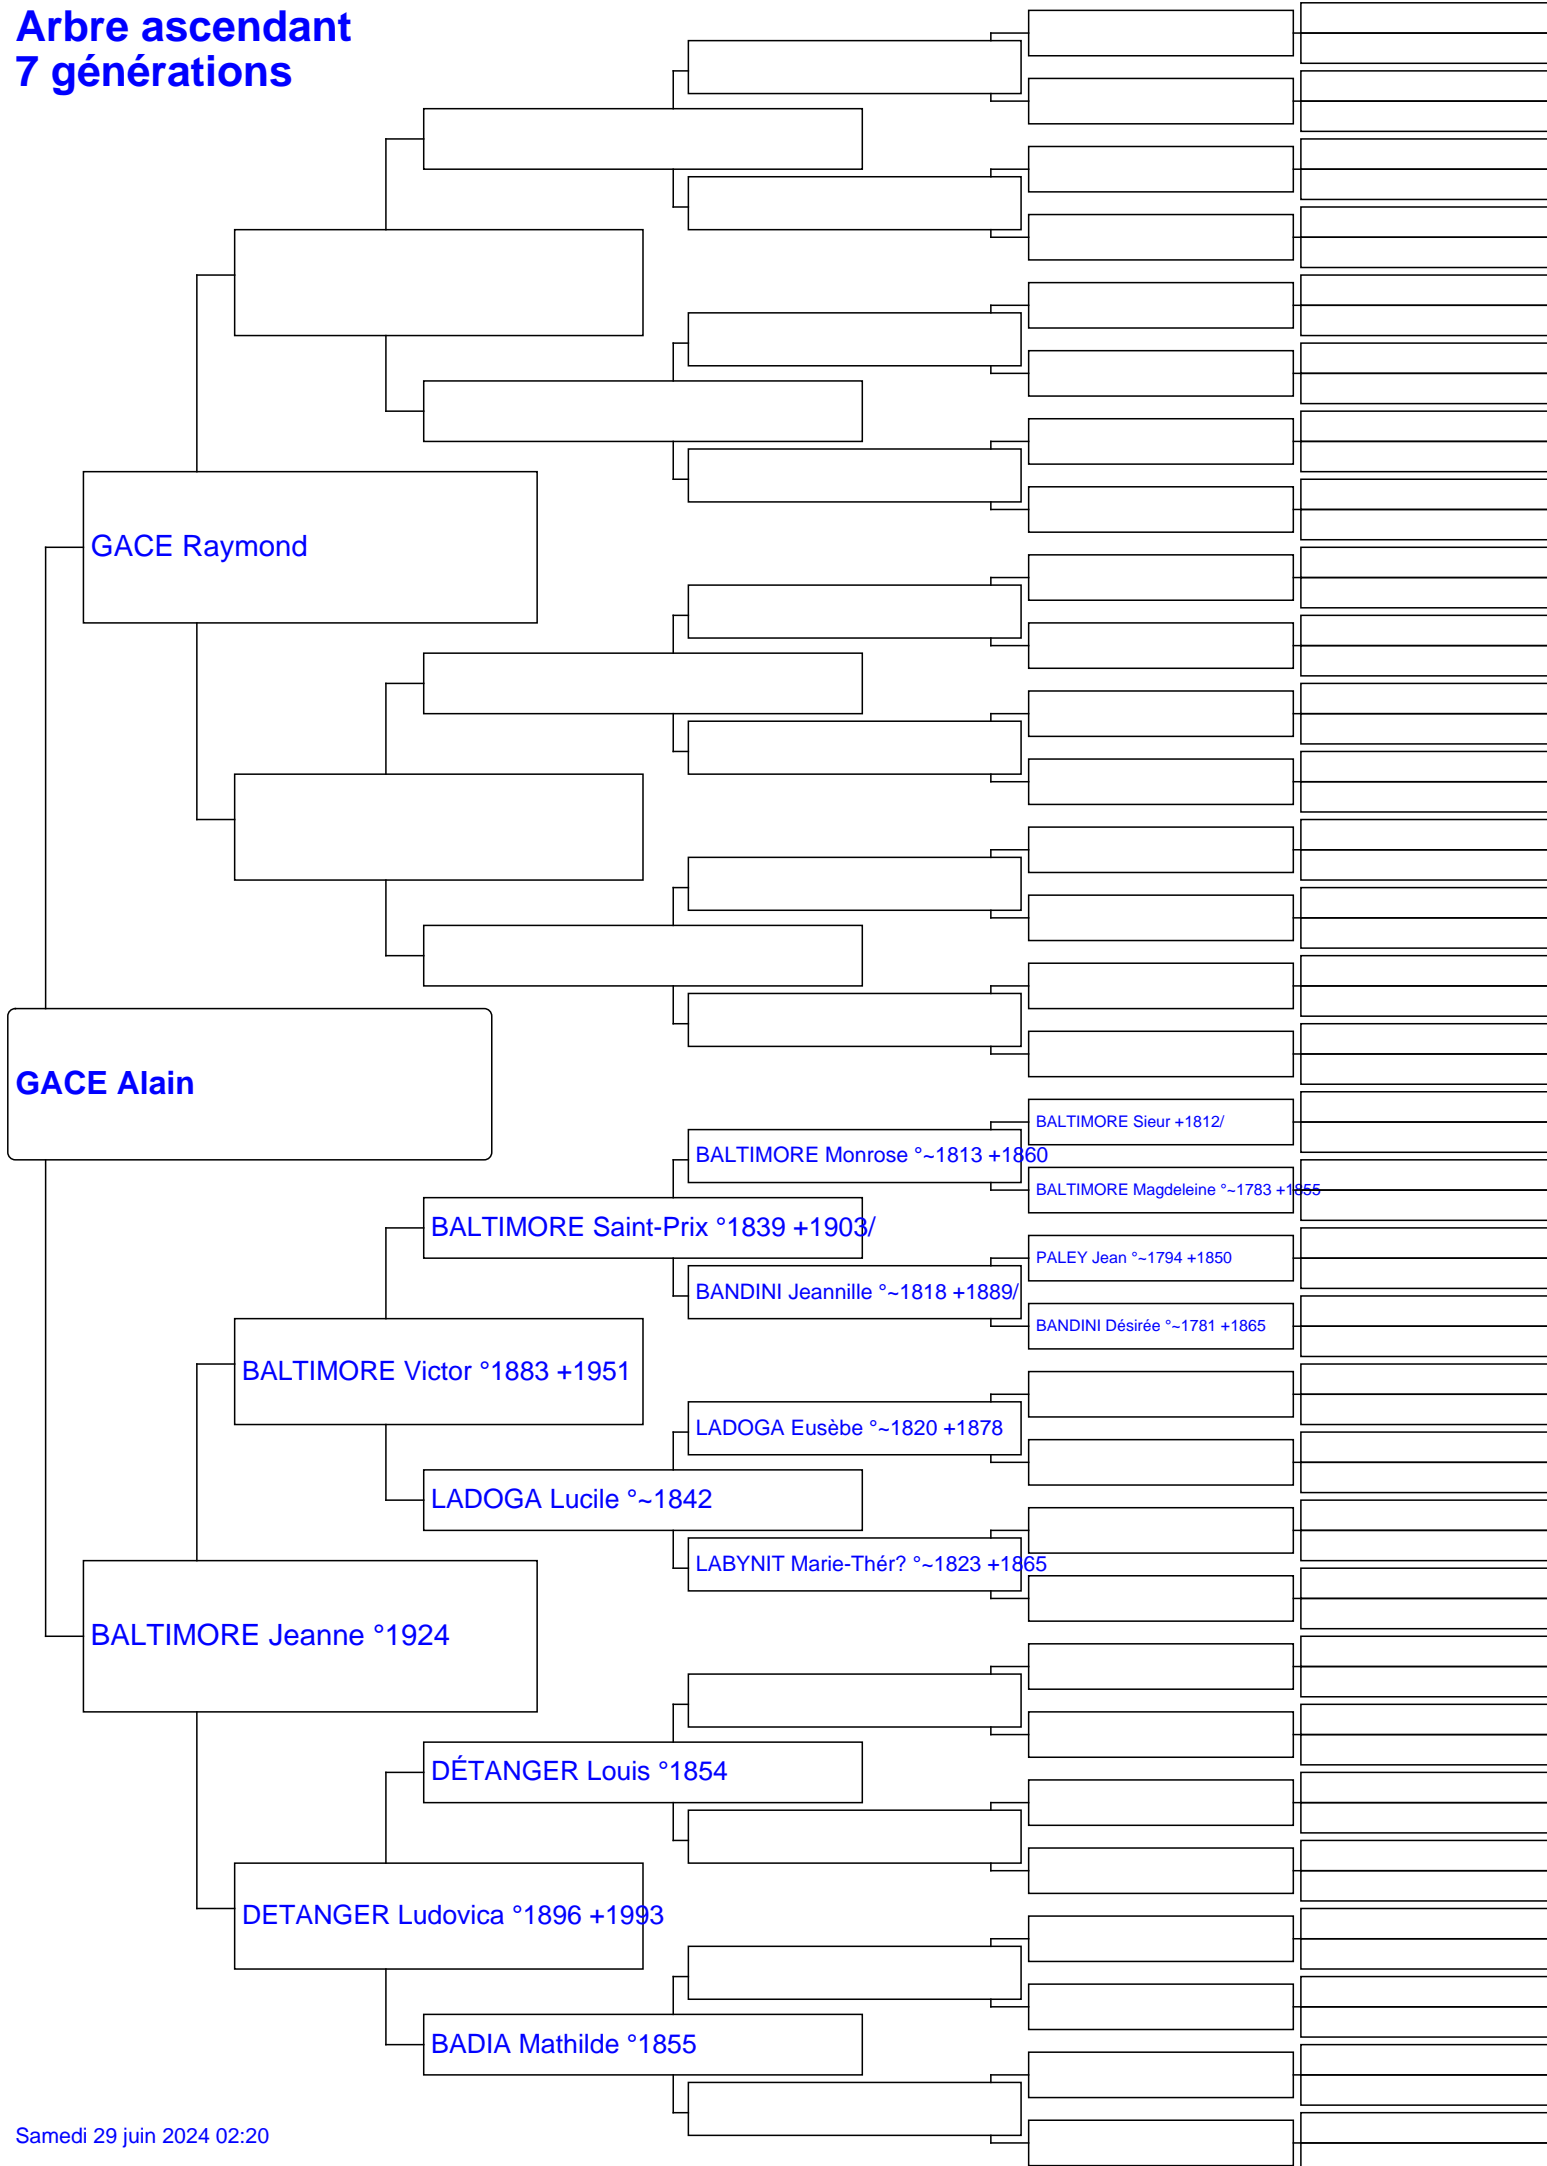 Arbre ascendant
7 générations
GACE Raymond
GACE Alain
BALTIMORE Sieur +1812/
BALTIMORE Monrose °~1813 +1860
BALTIMORE Magdeleine °~1783 +1855
BALTIMORE Saint-Prix °1839 +1903/
PALEY Jean °~1794 +1850
BANDINI Jeannille °~1818 +1889/
BANDINI Désirée °~1781 +1865
BALTIMORE Victor °1883 +1951
LADOGA Eusèbe °~1820 +1878
LADOGA Lucile °~1842
LABYNIT Marie-Thér? °~1823 +1865
BALTIMORE Jeanne °1924
DÉTANGER Louis °1854
DETANGER Ludovica °1896 +1993
BADIA Mathilde °1855
Samedi 29 juin 2024 02:20